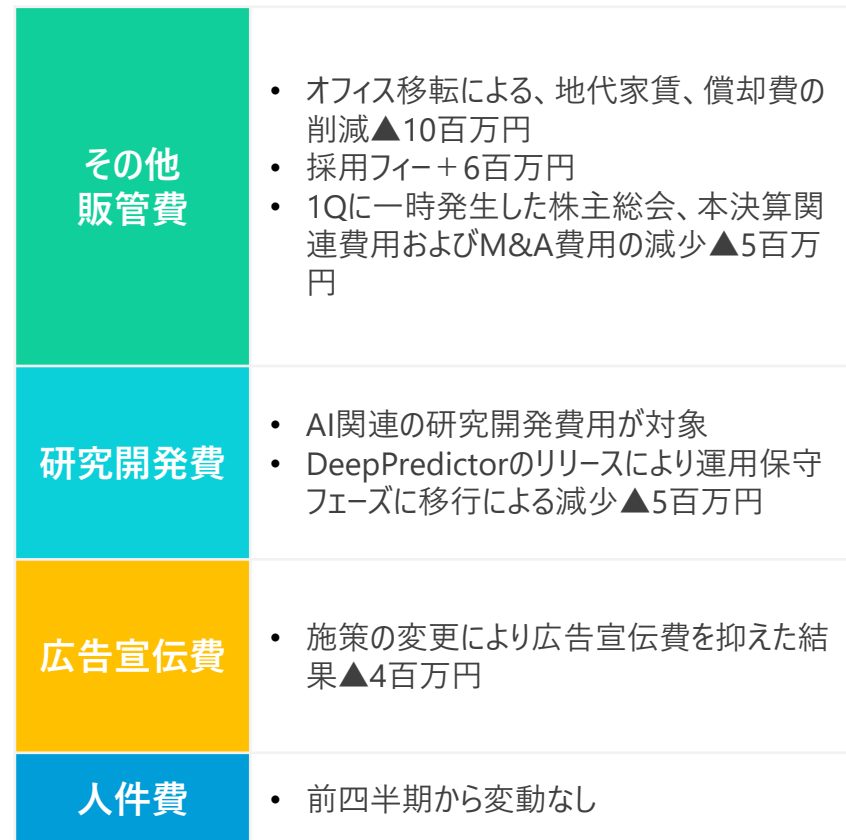 その他
販管費
• オフィス移転による、地代家賃、償却費の
削減▲10百万円
• 採用フィー＋6百万円
• 1Qに一時発生した株主総会、本決算関
連費用およびM&A費用の減少▲5百万
円
研究開発費
• AI関連の研究開発費用が対象
• DeepPredictorのリリースにより運用保守
フェーズに移行による減少▲5百万円
広告宣伝費
• 施策の変更により広告宣伝費を抑えた結
果▲4百万円
人件費
• 前四半期から変動なし